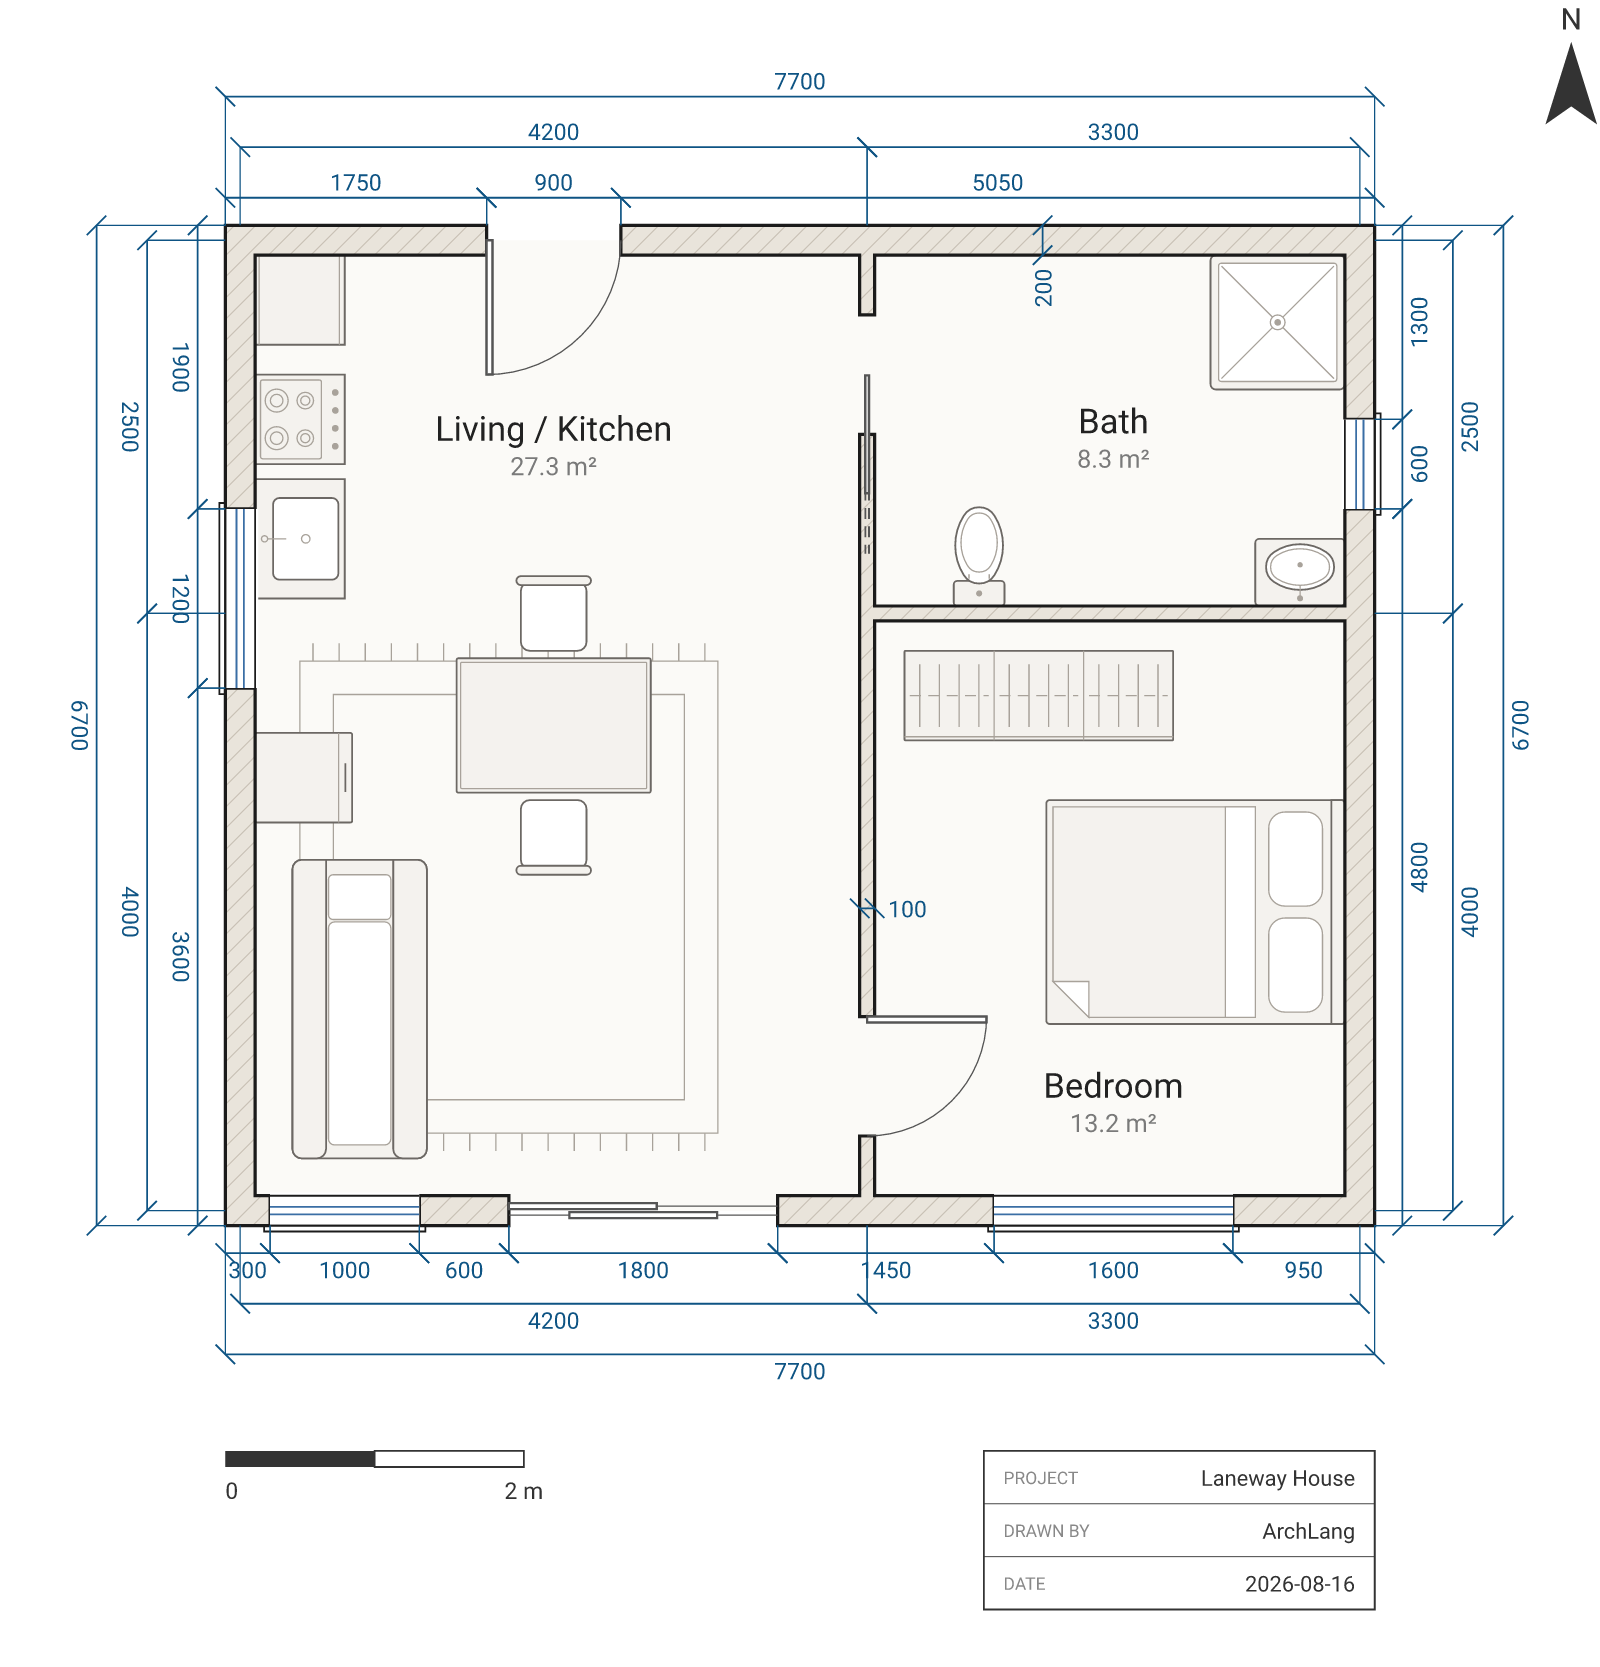 N
7700
4200
3300
1750
900
5050
200
1300
1900
2500
2500
600
Living / Kitchen
27.3 m²
Bath
8.3 m²
1200
6700
6700
4800
4000
4000
3600
100
Bedroom
13.2 m²
300
1000
600
1800
1450
1600
950
4200
3300
7700
0
2 m
PROJECT
Laneway House
DRAWN BY
ArchLang
DATE
2026-08-16